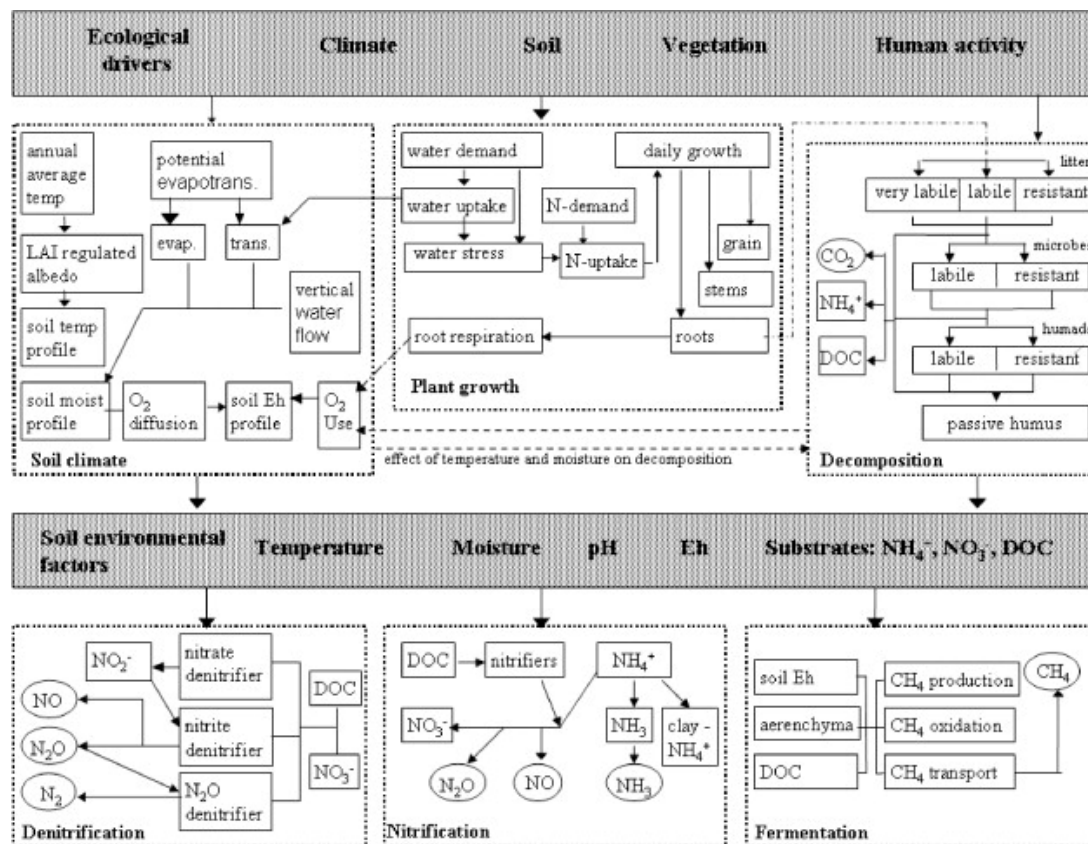 Ecological
drivers
Climate
Soil
Vegetation
Human activity
annual
average
temp
potential
evapotrans.
LAI regulated
albedo
evap.
trans.
soil temp
profile
vertical
water
flow
soil moist
profile
O₂
diffusion
soil Eh
profile
O₂
Use
Soil climate
water demand
daily growth
water uptake
N-demand
water stress
N-uptake
grain
stems
root respiration
roots
Plant growth
effect of temperature and moisture on decomposition
litter
very labile
labile
resistant
microbes
CO₂
labile
resistant
NH₄⁺
humads
DOC
labile
resistant
passive humus
Decomposition
Soil environmental
factors
Temperature
Moisture
pH
Eh
Substrates: NH₄⁺, NO₃⁻, DOC
NO₂⁻
nitrate
denitrifier
DOC
NO
nitrite
denitrifier
N₂O
NO₃⁻
N₂
N₂O
denitrifier
Denitrification
DOC
nitrifiers
NH₄⁺
NO₃⁻
NH₃
clay-
NH₄⁺
N₂O
NO
NH₃
Nitrification
soil Eh
CH₄ production
CH₄
aerenchyma
CH₄ oxidation
DOC
CH₄ transport
Fermentation